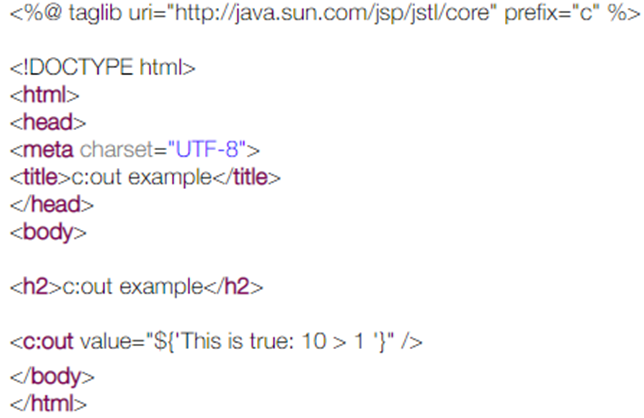 <%@ taglib uri="http://java.sun.com/jsp/jstl/core" prefix="c" %>
<!DOCTYPE html>
<html>
<head>
<meta charset="UTF-8">
<title>c:out example</title>
</head>
<body>
<h2>c:out example</h2>
<c:out value="${'This is true: 10 > 1 '}" />
</body>
</html>